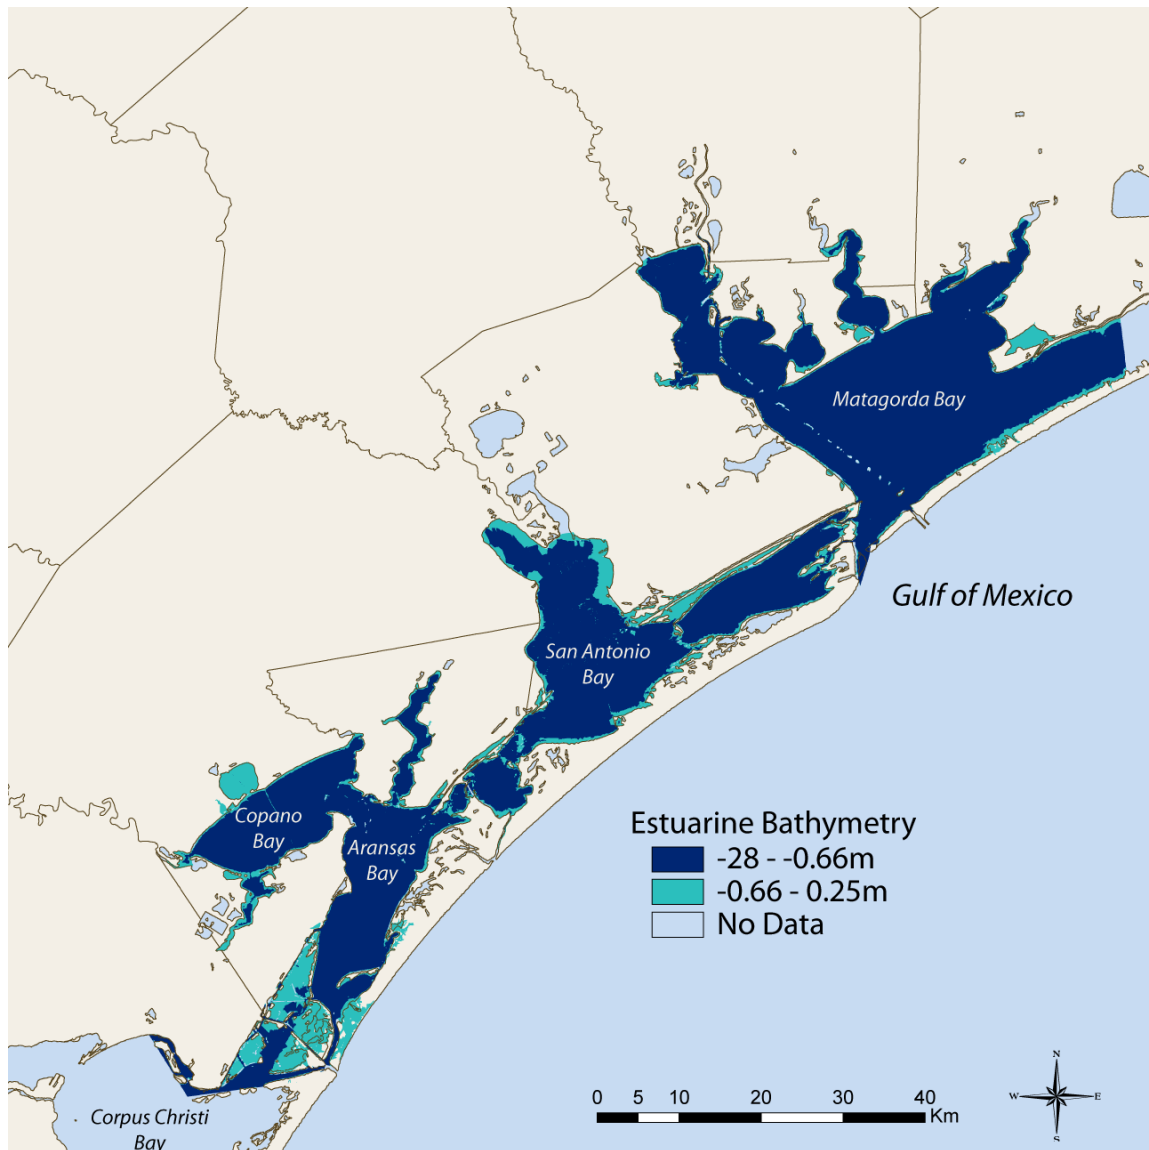 Matagorda Bay
Gulf of Mexico
San Antonio
Bay
Copano
Bay
Aransas
Bay
Estuarine Bathymetry
-28 - -0.66m
-0.66 - 0.25m
No Data
Corpus Christi
Bay
0 5 10 20 30 40
Km
N
W E
S